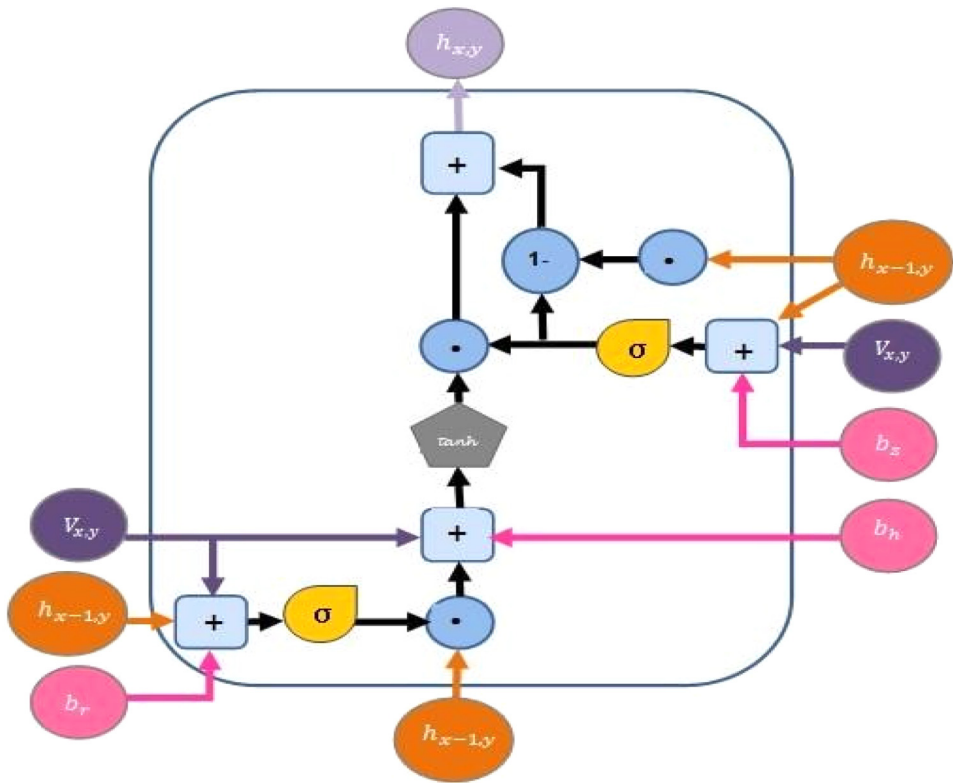 h_{x,y}
+
1-
•
h_{x-1,y}
•
σ
+
V_{x,y}
tanh
b_z
V_{x,y}
+
b_h
h_{x-1,y}
+
σ
•
b_r
h_{x-1,y}